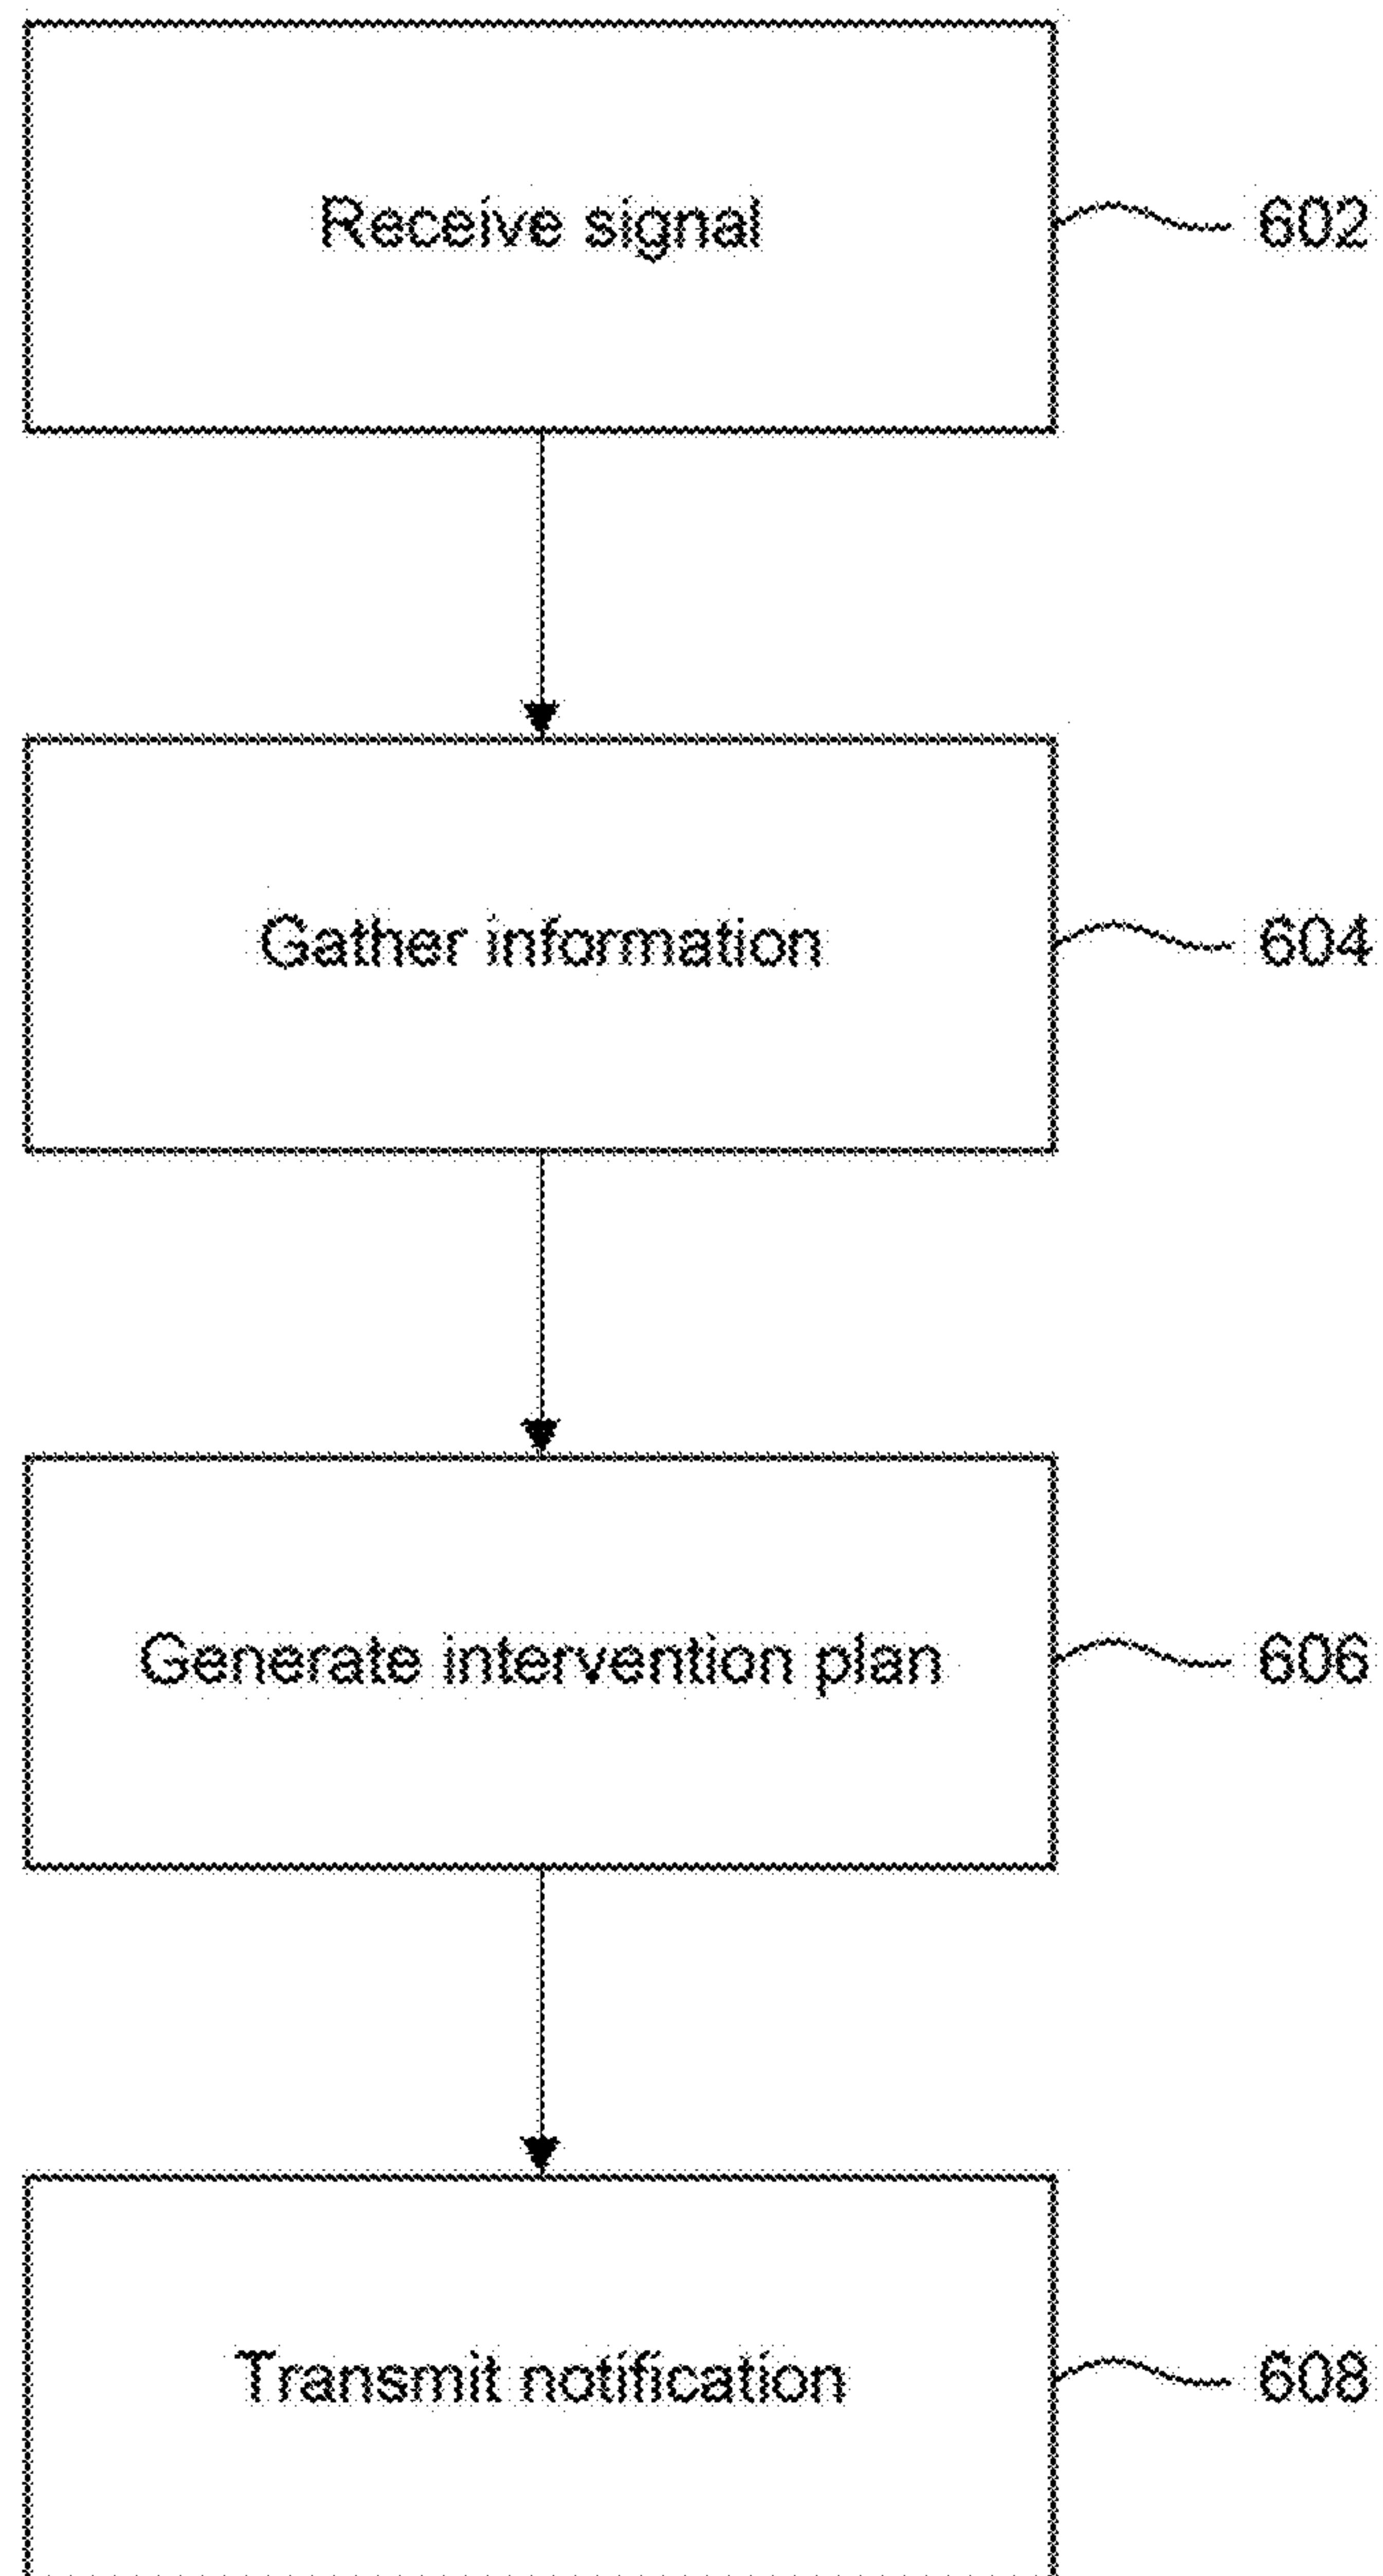 Receive signal 602
Gather information 604
Generate intervention plan 606
Transmit notification 608